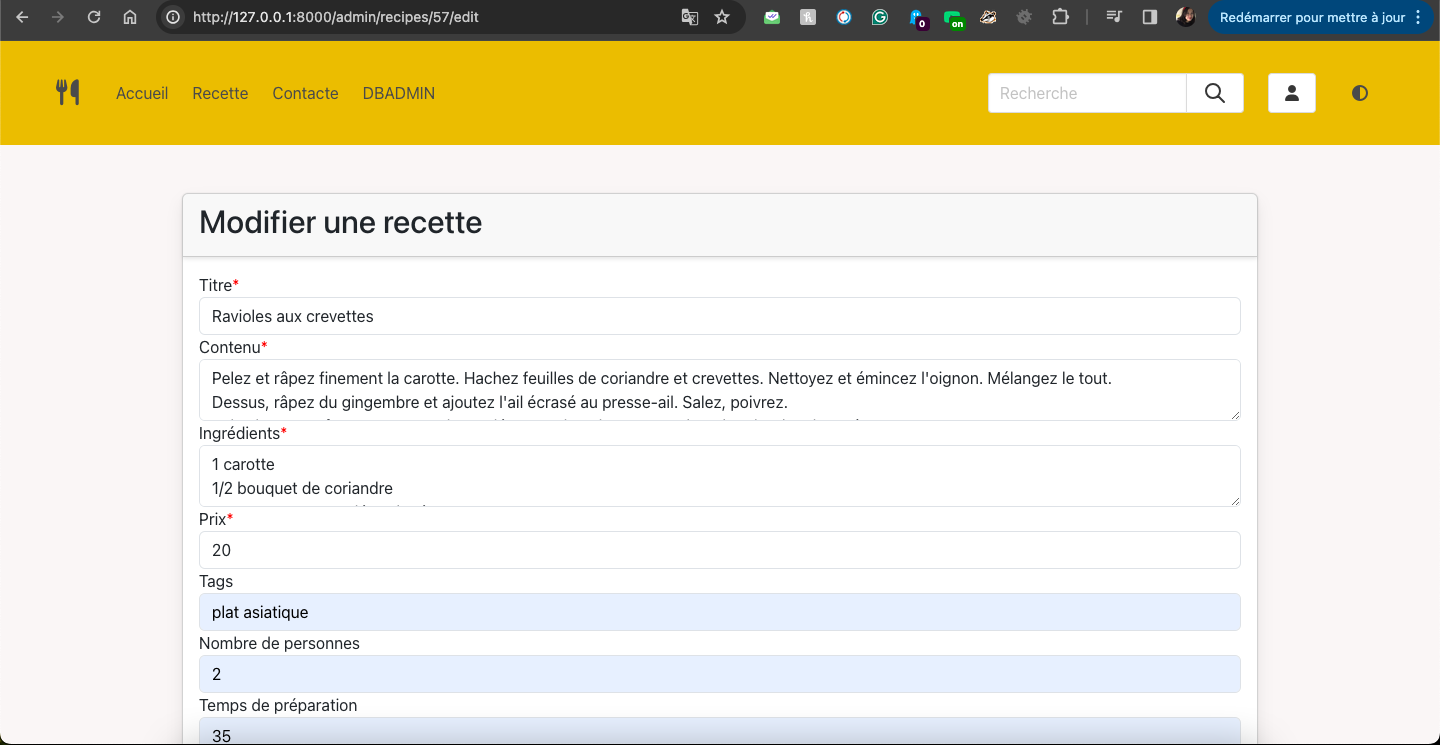 http://127.0.0.1:8000/admin/recipes/57/edit
0
on
Redémarrer pour mettre à jour
Accueil
Recette
Contacte
DBADMIN
Recherche
Modifier une recette
Titre*
Ravioles aux crevettes
Contenu*
Pelez et râpez finement la carotte. Hachez feuilles de coriandre et crevettes. Nettoyez et émincez l'oignon. Mélangez le tout.
Dessus, râpez du gingembre et ajoutez l'ail écrasé au presse-ail. Salez, poivrez.
Ingrédients*
1 carotte
1/2 bouquet de coriandre
Prix*
20
Tags
plat asiatique
Nombre de personnes
2
Temps de préparation
35